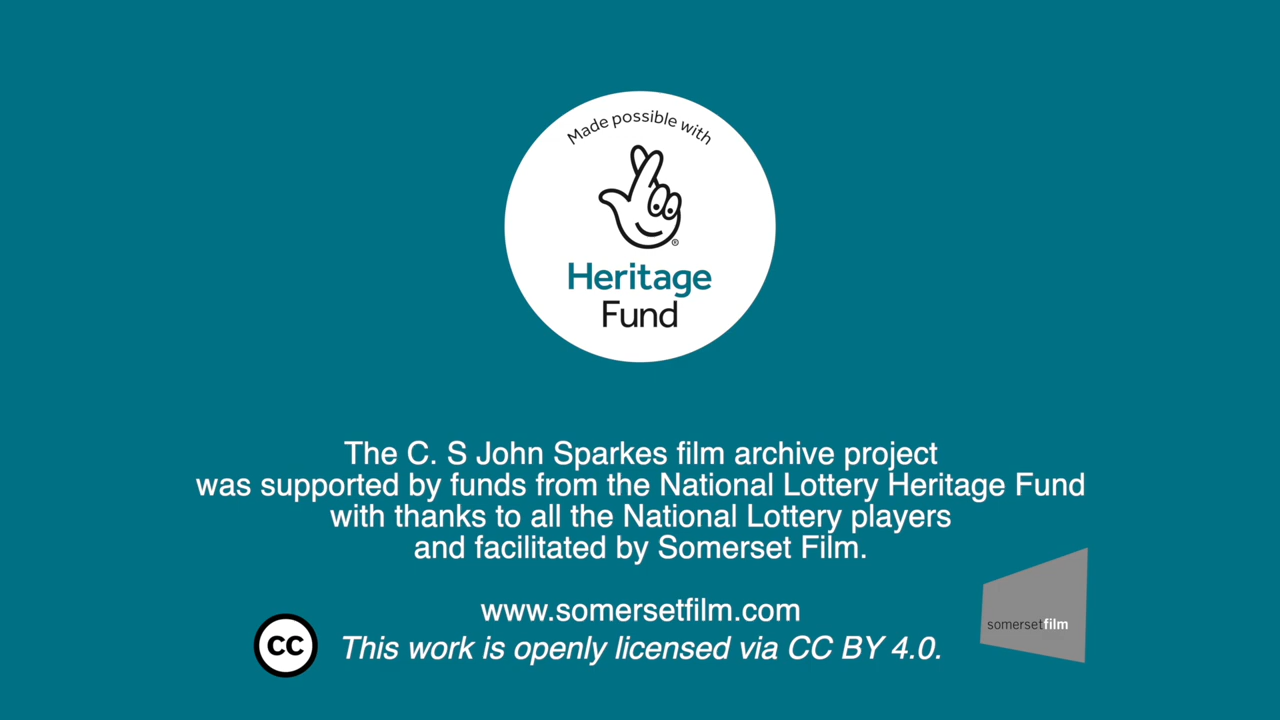 Made possible with
®
Heritage
Fund
The C. S John Sparkes film archive project
was supported by funds from the National Lottery Heritage Fund
with thanks to all the National Lottery players
and facilitated by Somerset Film.
www.somersetfilm.com
somersetfilm
cc
This work is openly licensed via CC BY 4.0.